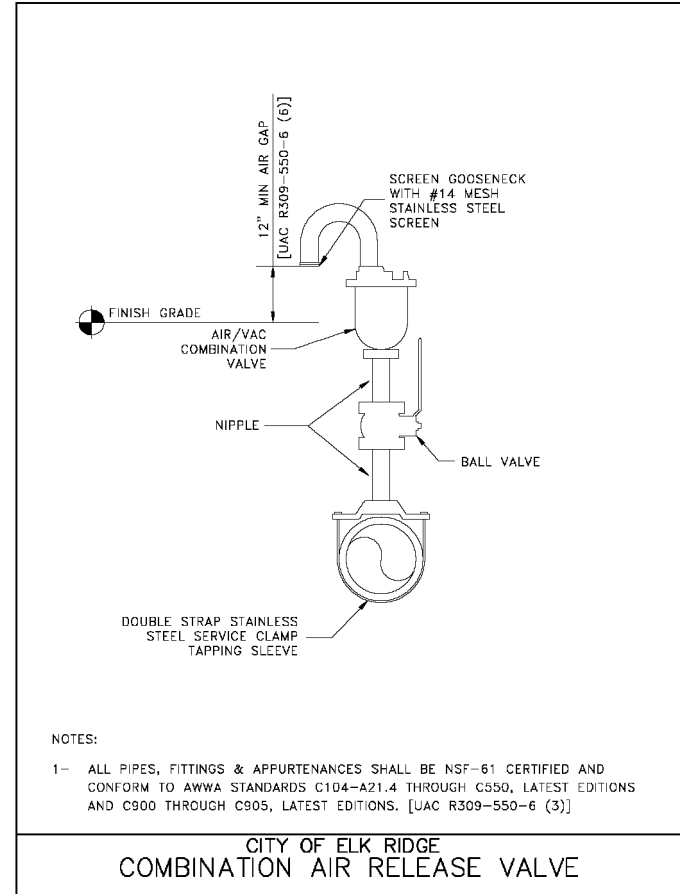 12" MIN AIR GAP
[UAC R309-550-6 (6)]
SCREEN GOOSENECK
WITH #14 MESH
STAINLESS STEEL
SCREEN
FINISH GRADE
AIR/VAC
COMBINATION
VALVE
NIPPLE
BALL VALVE
DOUBLE STRAP STAINLESS
STEEL SERVICE CLAMP
TAPPING SLEEVE
NOTES:
1- ALL PIPES, FITTINGS & APPURTENANCES SHALL BE NSF-61 CERTIFIED AND
CONFORM TO AWWA STANDARDS C104-A21.4 THROUGH C550, LATEST EDITIONS
AND C900 THROUGH C905, LATEST EDITIONS. [UAC R309-550-6 (3)]
CITY OF ELK RIDGE
COMBINATION AIR RELEASE VALVE